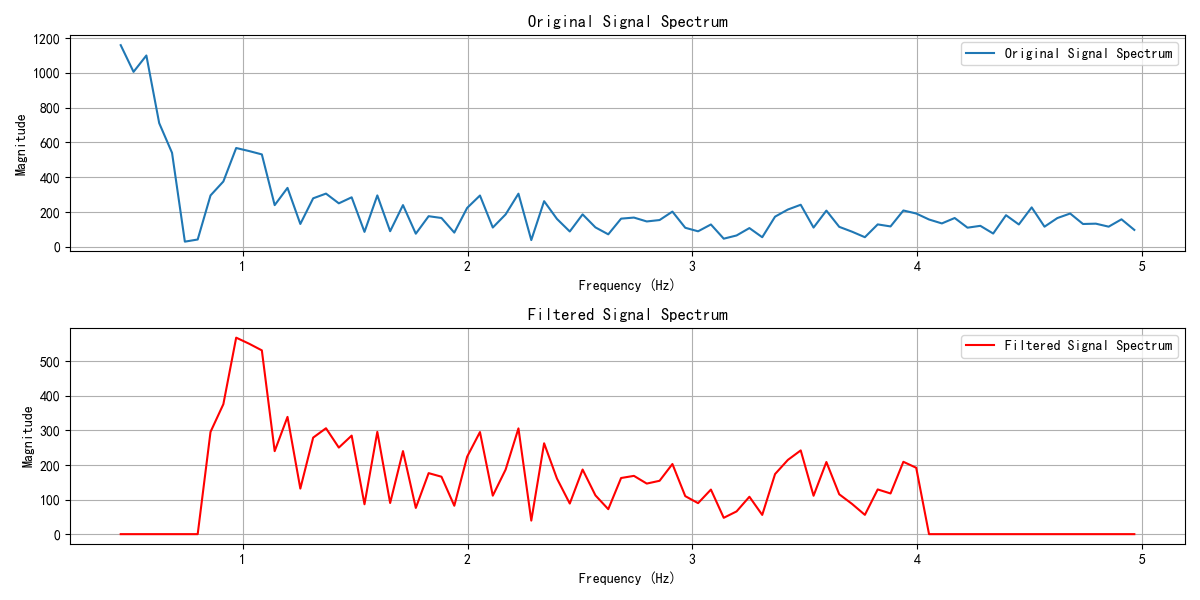 Original Signal Spectrum
1200
1000
800
600
400
200
0
Magnitude
Original Signal Spectrum
1 2 3 4 5
Frequency (Hz)
Filtered Signal Spectrum
500
400
300
200
100
0
Magnitude
Filtered Signal Spectrum
1 2 3 4 5
Frequency (Hz)